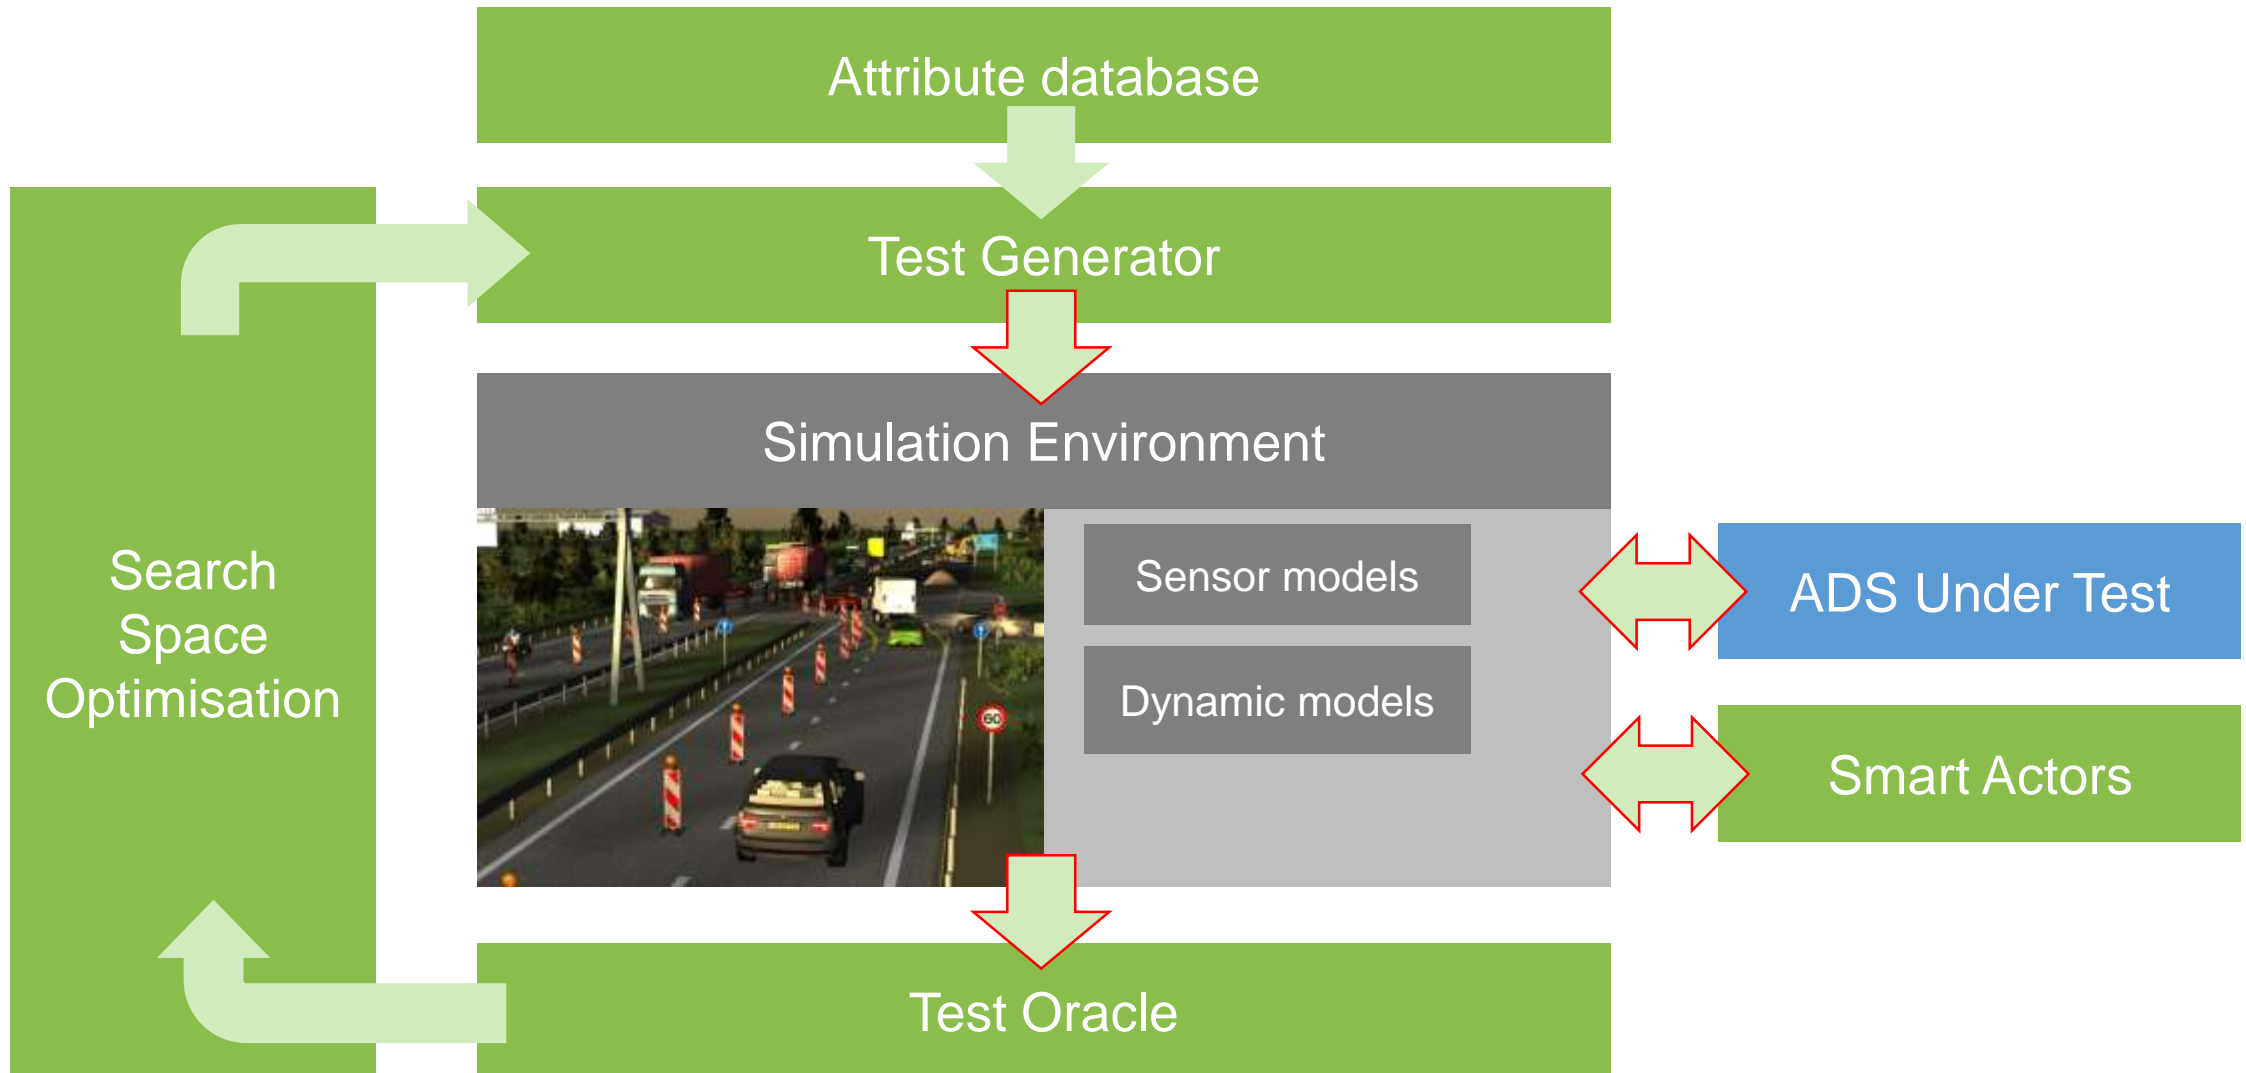 Attribute database
Test Generator
Simulation Environment
Search
Space
Optimisation
Sensor models
Dynamic models
60
ADS Under Test
Smart Actors
Test Oracle